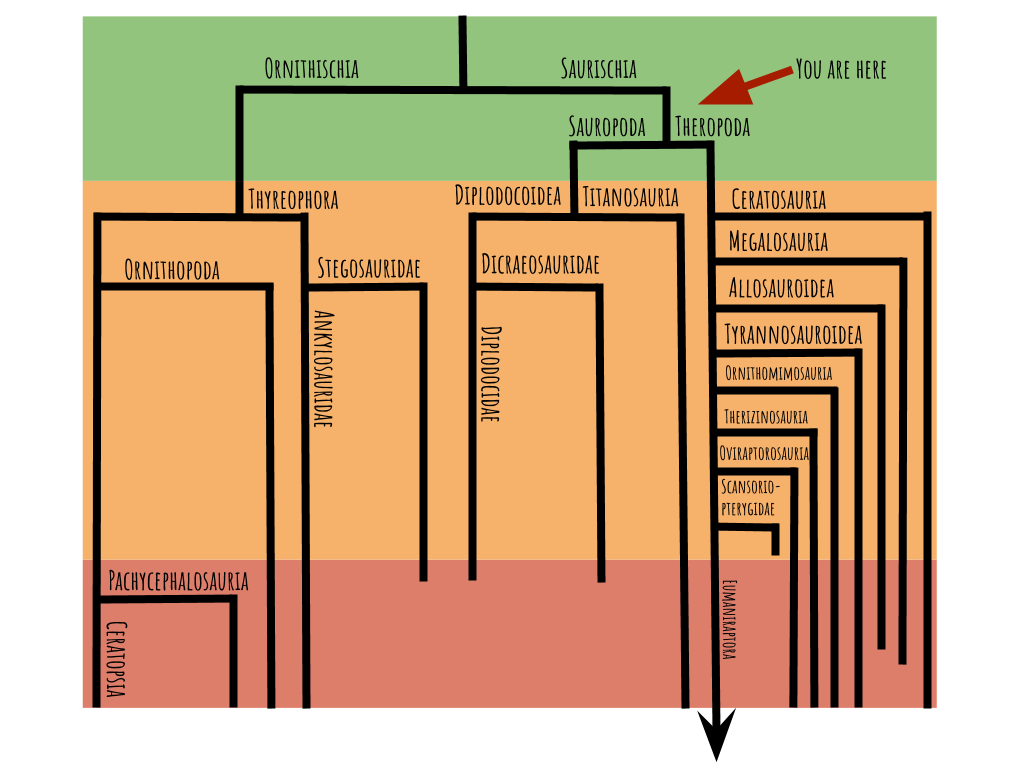 Ornithischia
Saurischia
You are here
Sauropoda
Theropoda
Thyreophora
Diplodocoidea
Titanosauria
Ceratosauria
Megalosauria
Ornithopoda
Stegosauridae
Dicraeosauridae
Allosauroidea
Ankylosauridae
Diplodocidae
Tyrannosauroidea
Ornithomimosauria
Therizinosauria
Oviraptorosauria
Scansorio-
pterygidae
Pachycephalosauria
Ceratopsia
Eumaniraptora